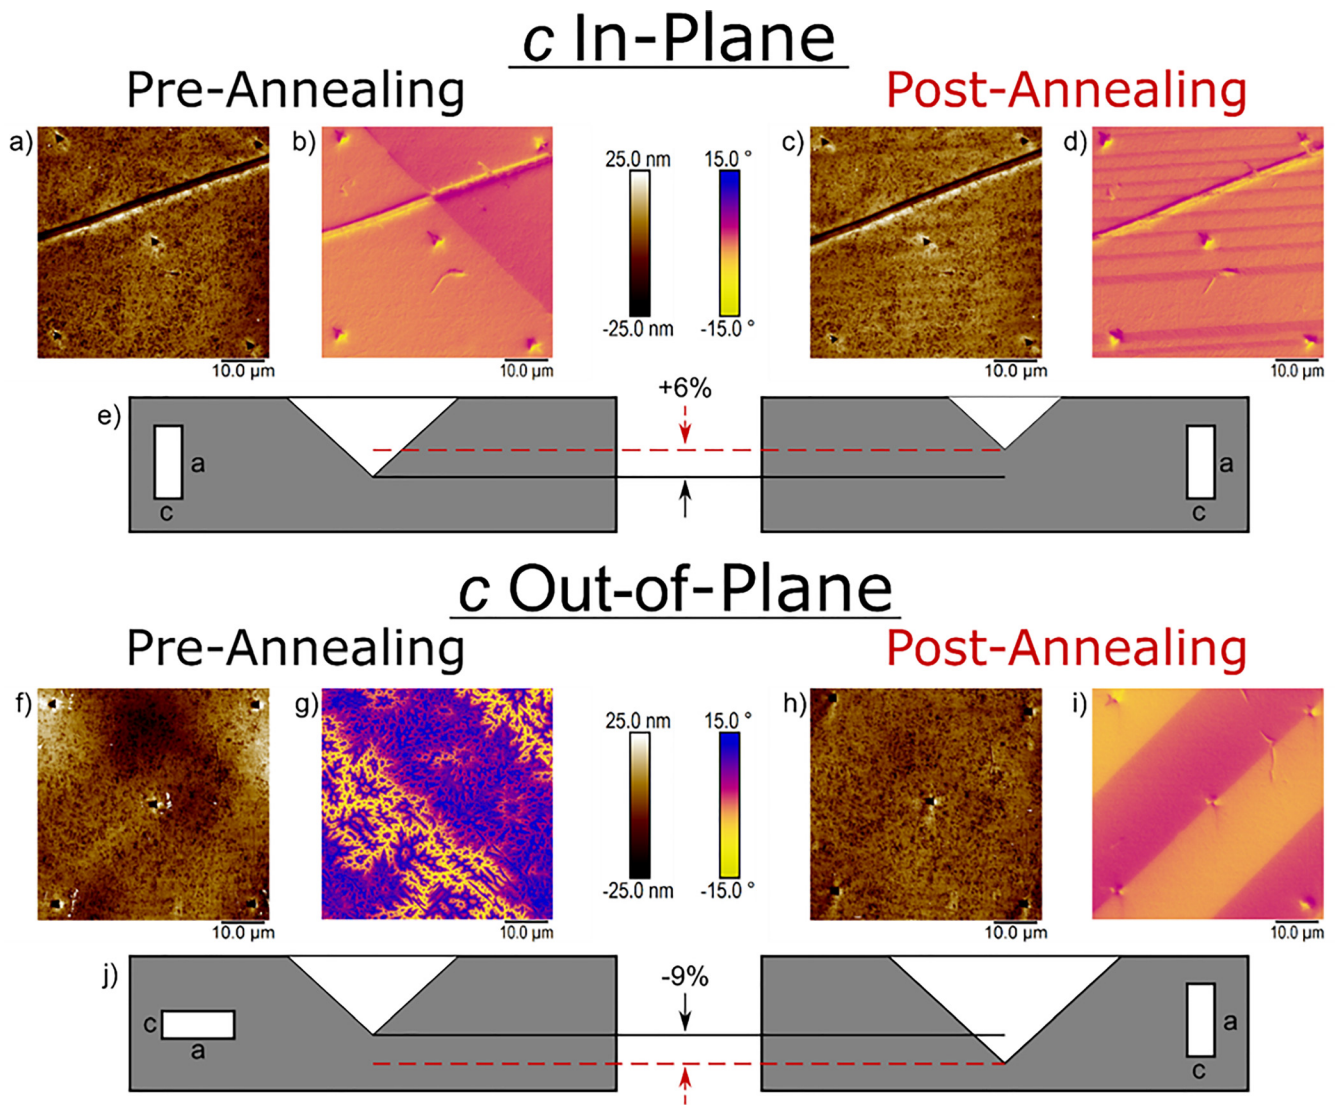 c In-Plane
Pre-Annealing
Post-Annealing
a)
b)
c)
d)
25.0 nm
15.0 °
-25.0 nm
-15.0 °
10.0 µm
10.0 µm
10.0 µm
10.0 µm
e)
+6%
a
c
a
c
c Out-of-Plane
Pre-Annealing
Post-Annealing
f)
g)
h)
i)
25.0 nm
15.0 °
-25.0 nm
-15.0 °
10.0 µm
10.0 µm
10.0 µm
10.0 µm
j)
-9%
c
a
a
c